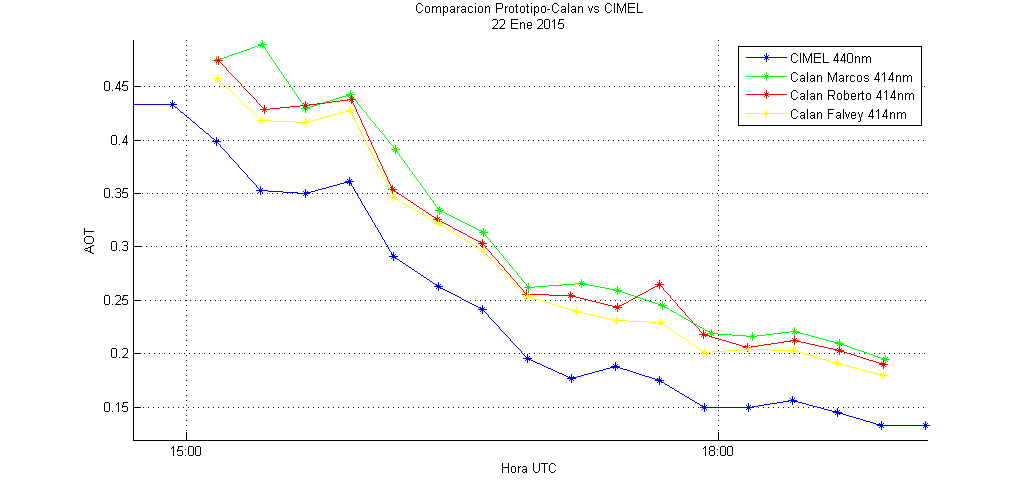 Comparacion Prototipo-Calan vs CIMEL
22 Ene 2015
CIMEL 440nm
Calan Marcos 414nm
Calan Roberto 414nm
Calan Falvey 414nm
0.45
0.4
0.35
0.3
0.25
0.2
0.15
AOT
15:00
18:00
Hora UTC